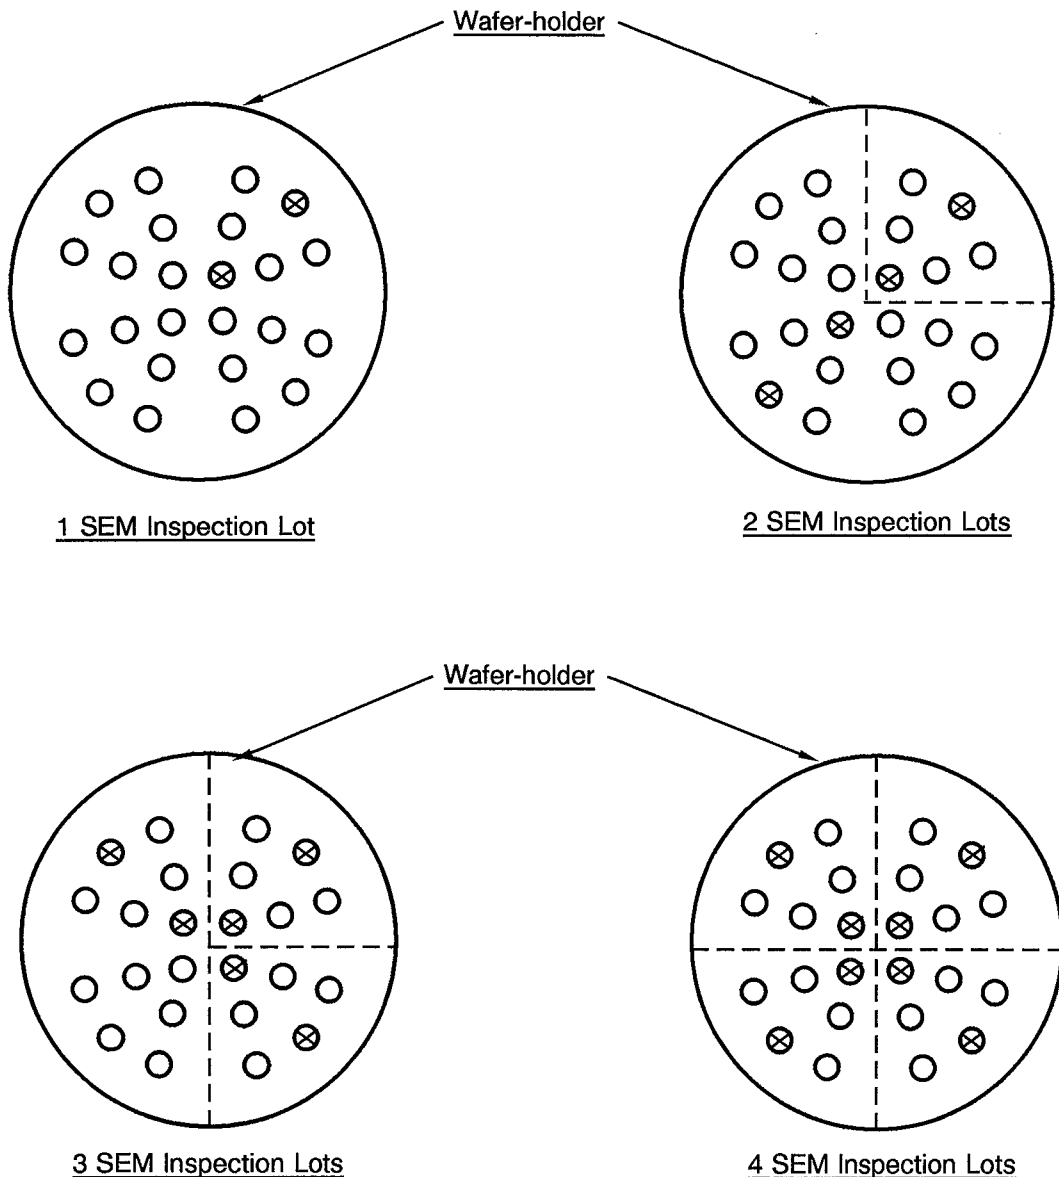 Wafer-holder
1 SEM Inspection Lot
2 SEM Inspection Lots
Wafer-holder
3 SEM Inspection Lots
4 SEM Inspection Lots